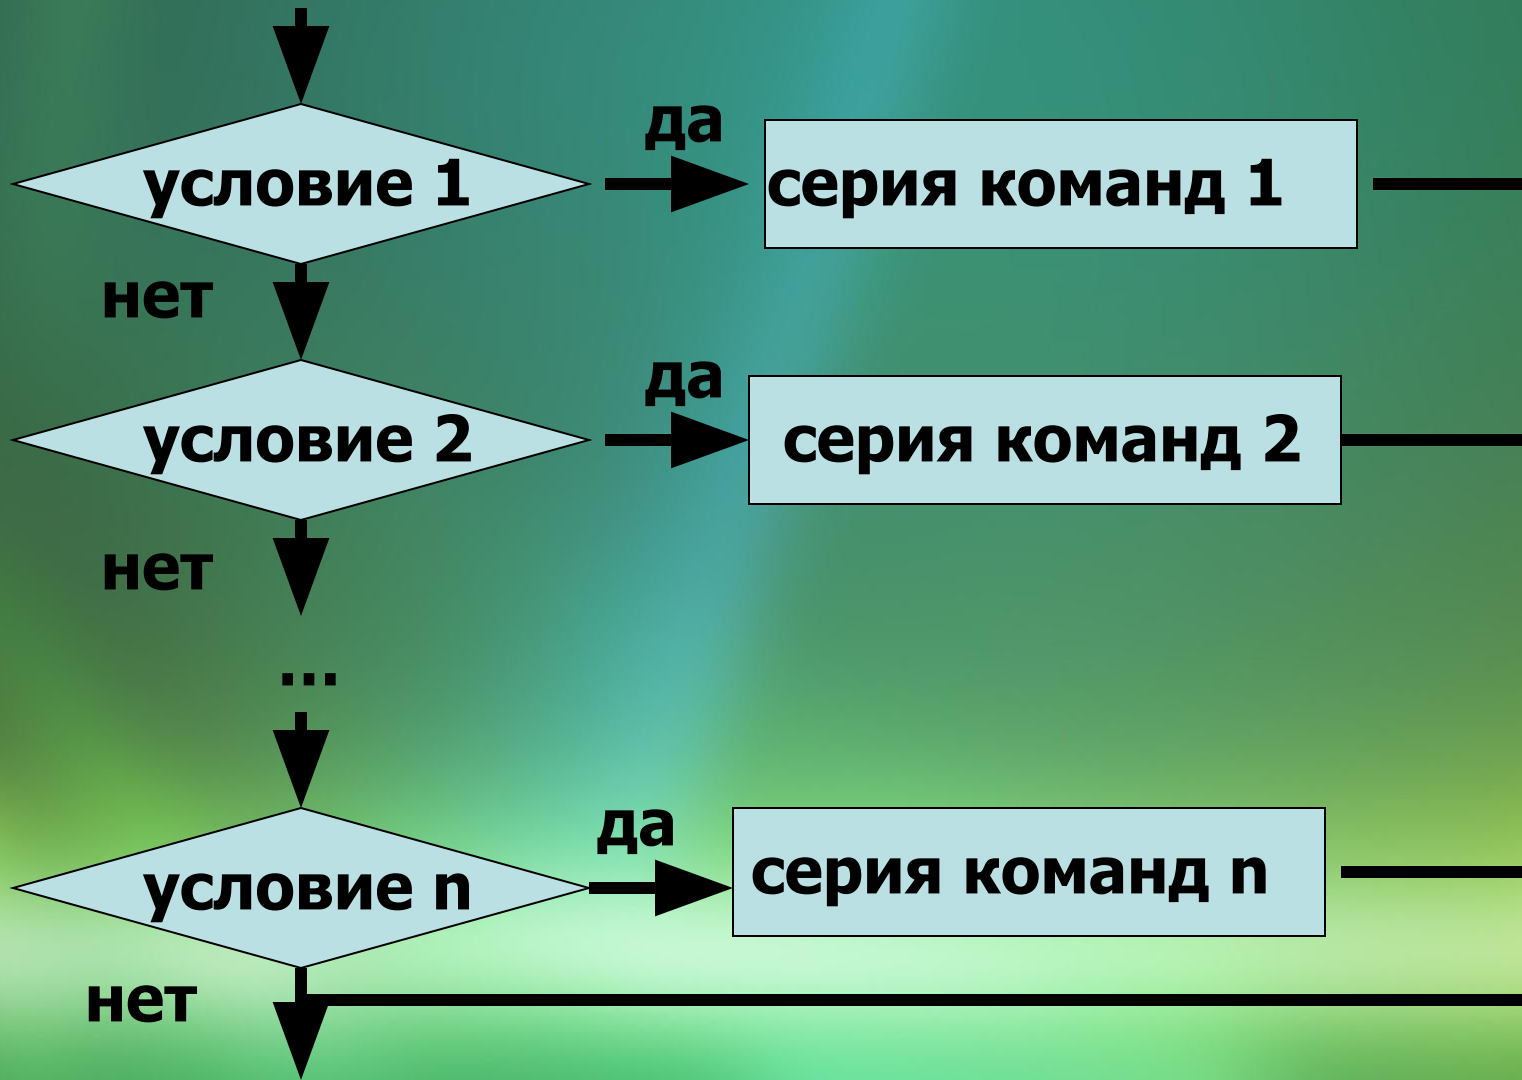 да
условие 1
серия команд 1
нет
да
условие 2
серия команд 2
нет
...
да
условие n
серия команд n
нет